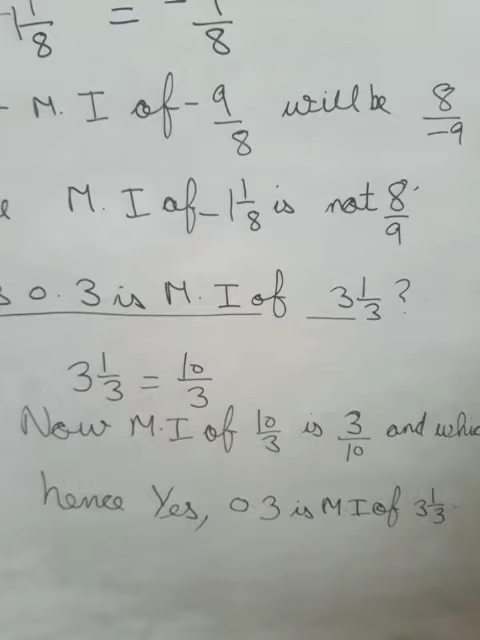 -1 1/8 = -
M.I of - 9/8 will be 8/-9
M.I of -1 1/8 is not 8/9
0.3 is M.I of 3 1/3 ?
3 1/3 = 10/3
Now M.I of 10/3 is 3/10 and
hence Yes, 0.3 is M.I of 3 1/3